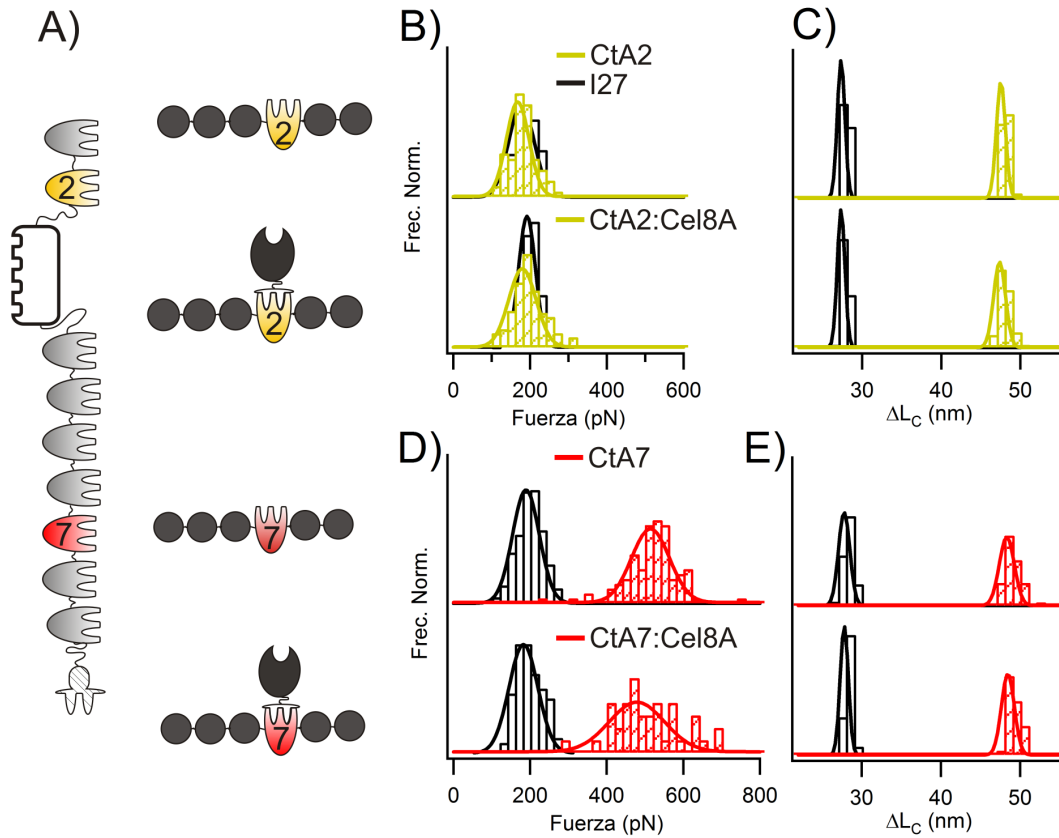 A)
2
7
2
2
7
7
B)
CtA2
I27
CtA2:Cel8A
Frec. Norm.
0 200 400 600
Fuerza (pN)
C)
30 40 50
ΔL_C (nm)
D)
CtA7
CtA7:Cel8A
Frec. Norm.
0 200 400 600 800
Fuerza (pN)
E)
30 40 50
ΔL_C (nm)